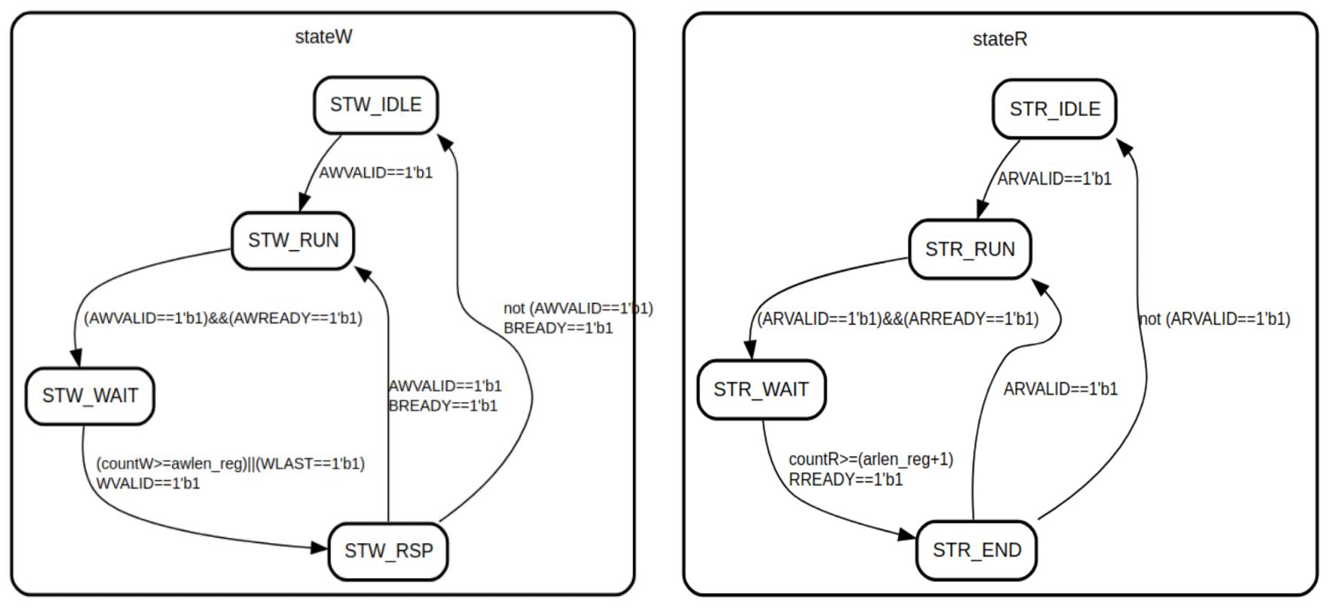 stateW
STW_IDLE
AWVALID==1'b1
STW_RUN
(AWVALID==1'b1)&&(AWREADY==1'b1)
not (AWVALID==1'b1)
BREADY==1'b1
STW_WAIT
AWVALID==1'b1
BREADY==1'b1
(countW>=awlen_reg)||(WLAST==1'b1)
WVALID==1'b1
STW_RSP
stateR
STR_IDLE
ARVALID==1'b1
STR_RUN
(ARVALID==1'b1)&&(ARREADY==1'b1)
not (ARVALID==1'b1)
STR_WAIT
ARVALID==1'b1
countR>=(arlen_reg+1)
RREADY==1'b1
STR_END